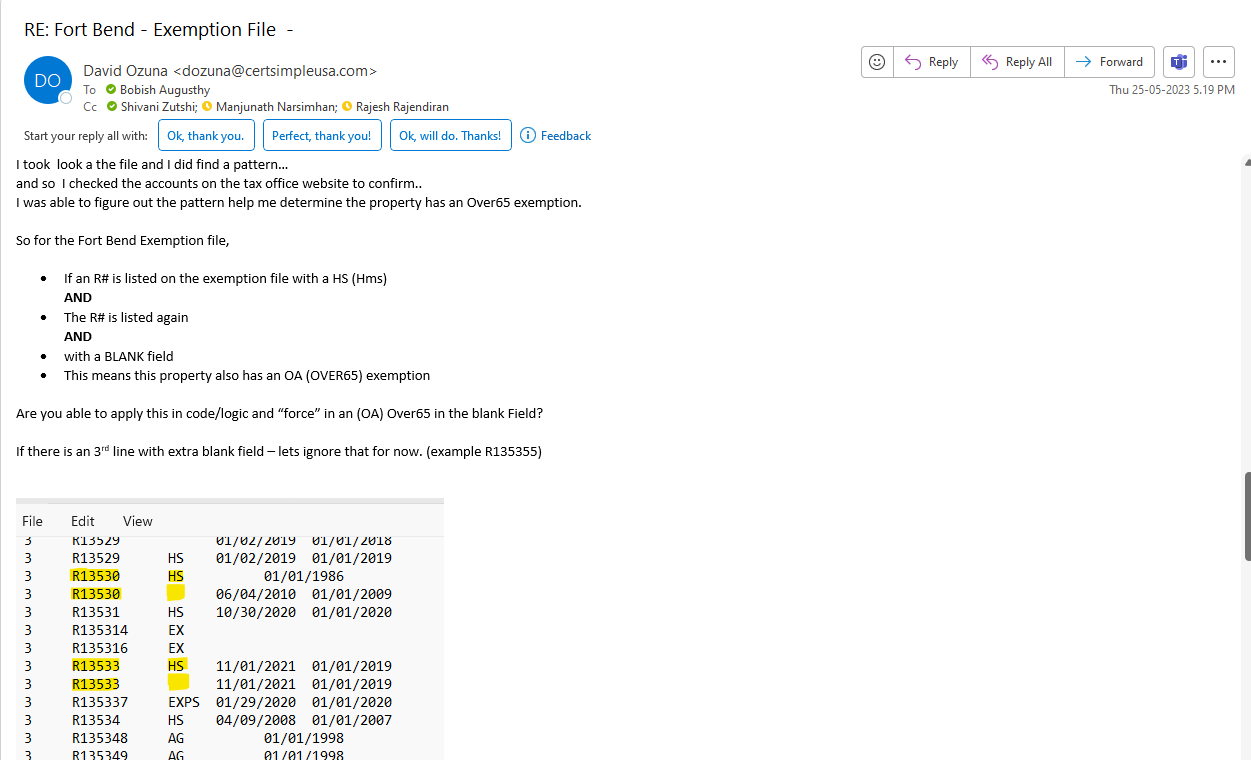 RE: Fort Bend - Exemption File -
DO
David Ozuna <dozuna@certsimpleusa.com>
To Bobish Augusthy
Cc Shivani Zutshi; Manjunath Narsimhan; Rajesh Rajendiran
Reply
Reply All
Forward
Thu 25-05-2023 5.19 PM
Start your reply all with: Ok, thank you. Perfect, thank you! Ok, will do. Thanks! Feedback
I took look a the file and I did find a pattern...
and so I checked the accounts on the tax office website to confirm..
I was able to figure out the pattern help me determine the property has an Over65 exemption.
So for the Fort Bend Exemption file,
• If an R# is listed on the exemption file with a HS (Hms)
AND
• The R# is listed again
AND
• with a BLANK field
• This means this property also has an OA (OVER65) exemption
Are you able to apply this in code/logic and “force” in an (OA) Over65 in the blank Field?
If there is an 3rd line with extra blank field – lets ignore that for now. (example R135355)
File Edit View
3 R13529 01/02/2019 01/01/2018
3 R13529 HS 01/02/2019 01/01/2019
3 R13530 HS 01/01/1986
3 R13530 06/04/2010 01/01/2009
3 R13531 HS 10/30/2020 01/01/2020
3 R135314 EX
3 R135316 EX
3 R13533 HS 11/01/2021 01/01/2019
3 R13533 11/01/2021 01/01/2019
3 R135337 EXPS 01/29/2020 01/01/2020
3 R13534 HS 04/09/2008 01/01/2007
3 R135348 AG 01/01/1998
3 R135349 AG 01/01/1998